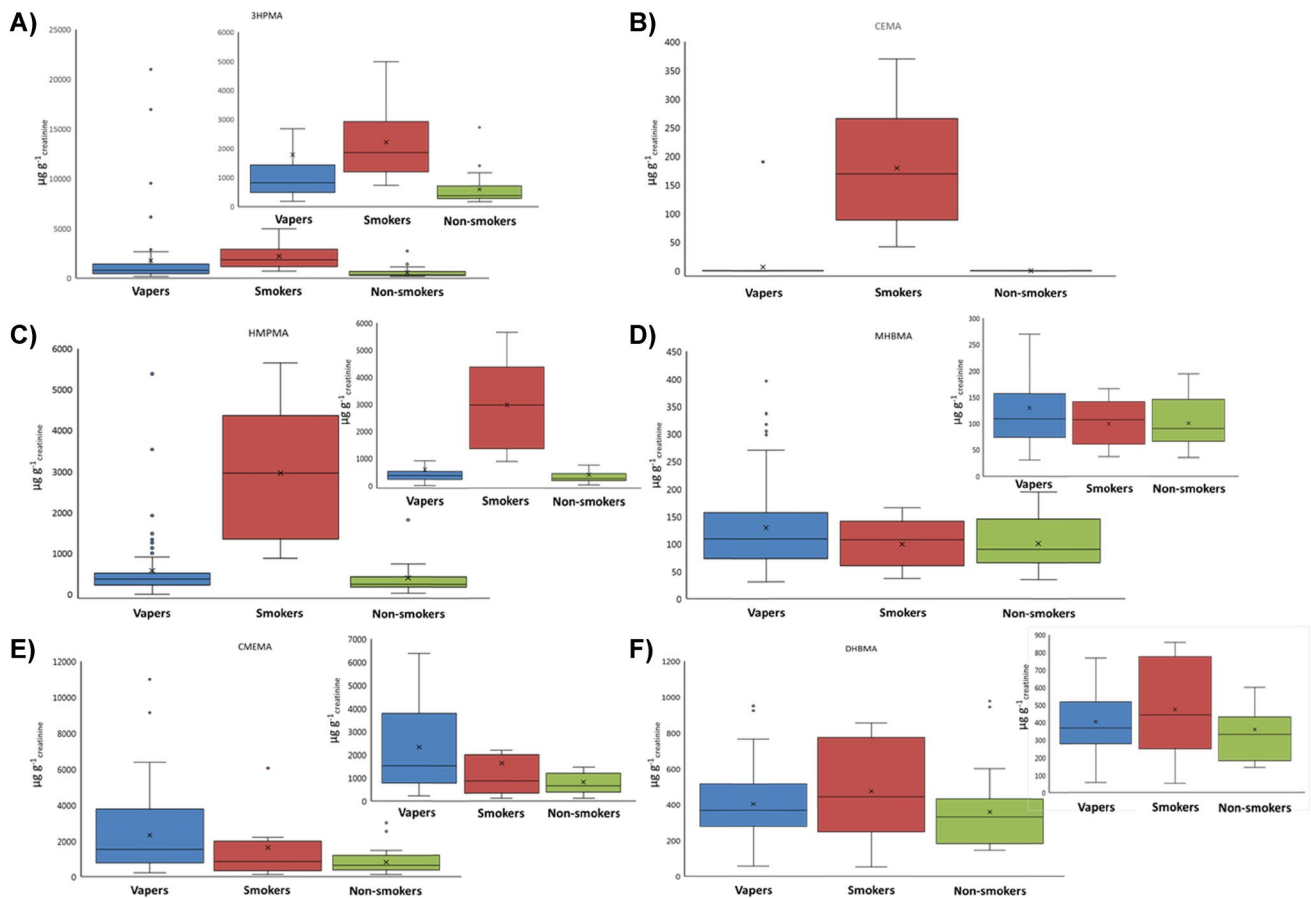 A)
3HPMA
25000
20000
15000
10000
5000
0
µg g-1 creatinine
Vapers
Smokers
Non-smokers
6000
5000
4000
3000
2000
1000
0
µg g-1 creatinine
Vapers
Smokers
Non-smokers
B)
CEMA
400
350
300
250
200
150
100
50
0
µg g-1 creatinine
Vapers
Smokers
Non-smokers
C)
HMPMA
6000
5000
4000
3000
2000
1000
0
µg g-1 creatinine
Vapers
Smokers
Non-smokers
6000
5000
4000
3000
2000
1000
0
µg g-1 creatinine
Vapers
Smokers
Non-smokers
D)
MHBMA
450
400
350
300
250
200
150
100
50
0
µg g-1 creatinine
Vapers
Smokers
Non-smokers
300
250
200
150
100
50
0
µg g-1 creatinine
Vapers
Smokers
Non-smokers
E)
CMEMA
12000
10000
8000
6000
4000
2000
0
µg g-1 creatinine
Vapers
Smokers
Non-smokers
7000
6000
5000
4000
3000
2000
1000
0
µg g-1 creatinine
Vapers
Smokers
Non-smokers
F)
DHBMA
1200
1000
800
600
400
200
0
µg g-1 creatinine
Vapers
Smokers
Non-smokers
900
800
700
600
500
400
300
200
100
0
µg g-1 creatinine
Vapers
Smokers
Non-smokers